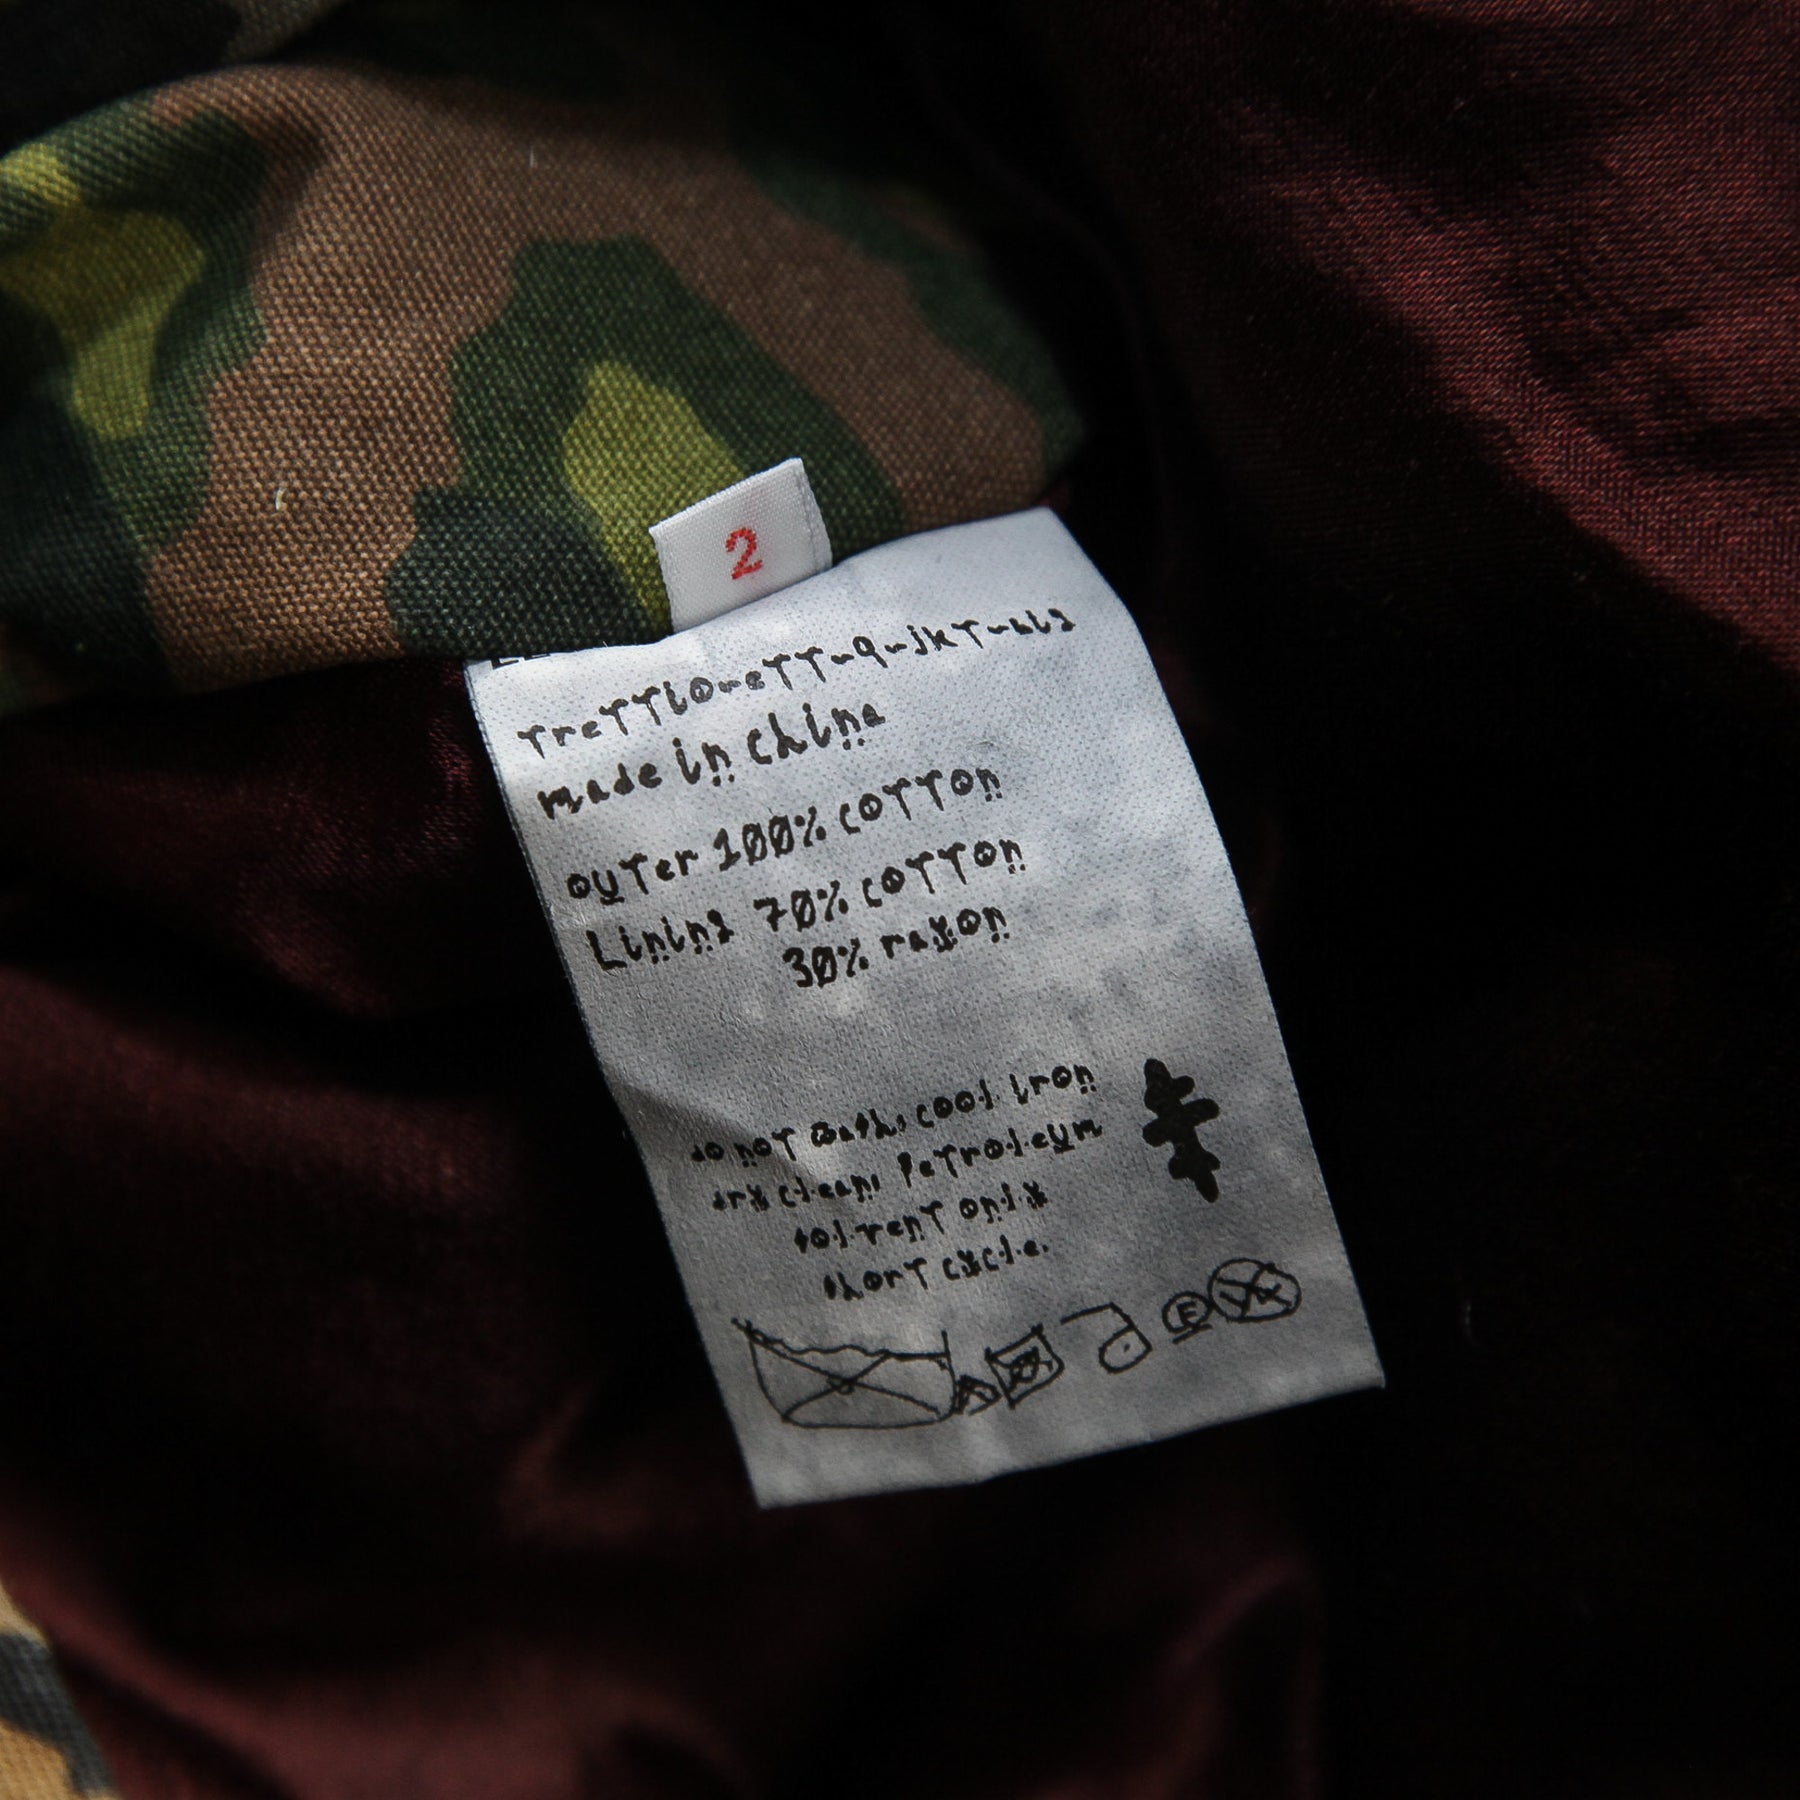 2
made in china
outer 100% cotton
Lining 70% cotton
30% rayon
do not bath, cool iron
dry clean, petroleum
solvent only
short cycle.
F